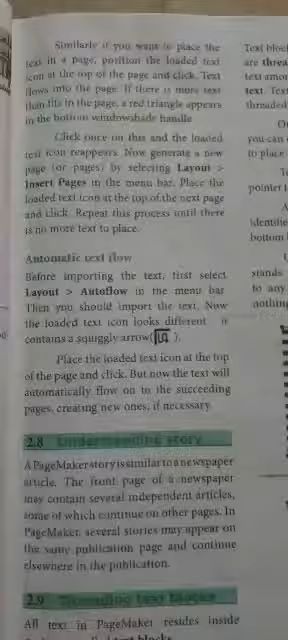 Similarly if you want to place the
text in a page, position the loaded text
icon at the top of the page and click. Text
flows into the page. If there is more text
than fits in the page, a red triangle appears
in the bottom windowshade handle
Click once on this and the loaded
text icon reappears. Now generate a new
page (or pages) by selecting Layout >
Insert Pages in the menu bar. Place the
loaded text icon at the top of the next page
and click. Repeat this process until there
is no more text to place.
Automatic text flow
Before importing the text, first select
Layout > Autoflow in the menu bar
Then you should import the text. Now
the loaded text icon looks different it
contains a squiggly arrow( ).
Place the loaded text icon at the top
of the page and click. But now the text will
automatically flow on to the succeeding
pages, creating new ones, if necessary
2.8 Understanding story
A PageMaker story is similar to a newspaper
article. The front page of a newspaper
may contain several independent articles,
some of which continue on other pages. In
PageMaker, several stories may appear on
the same publication page and continue
elsewhere in the publication.
2.9 Threading text blocks
All text in PageMaker resides inside
text blocks
Text block
are threa
text amon
text. Text
threaded
you can
to place
pointer t
identifie
bottom
stands
to any
nothing